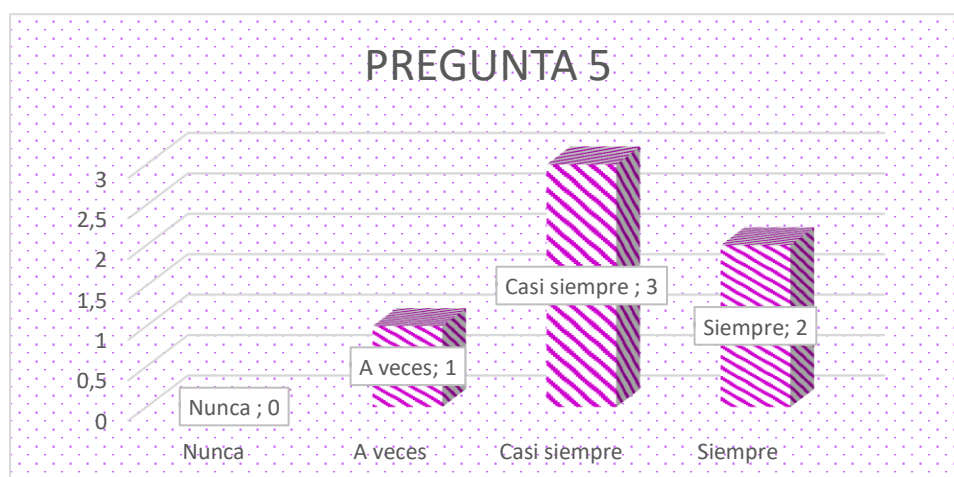 PREGUNTA 5
3
2,5
2
1,5
1
0,5
0
Nunca ; 0
A veces; 1
Casi siempre ; 3
Siempre; 2
Nunca
A veces
Casi siempre
Siempre